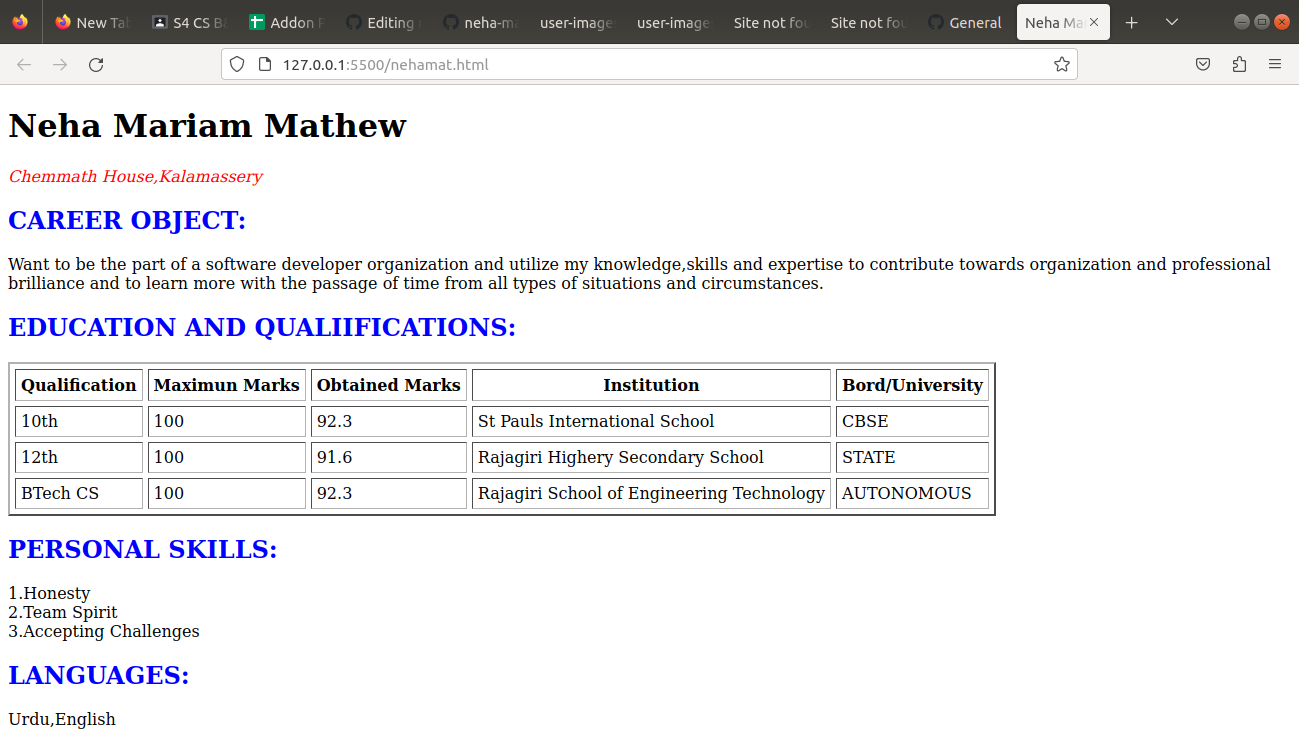 New Tab
S4 CS B
Addon
Editing
neha-ma
user-image
user-image
Site not fou
Site not fou
General
Neha Ma
127.0.0.1:5500/nehamat.html
Neha Mariam Mathew
Chemmath House,Kalamassery
CAREER OBJECT:
Want to be the part of a software developer organization and utilize my knowledge,skills and expertise to contribute towards organization and professional
brilliance and to learn more with the passage of time from all types of situations and circumstances.
EDUCATION AND QUALIIFICATIONS:
Qualification Maximun Marks Obtained Marks Institution Bord/University
10th 100 92.3 St Pauls International School CBSE
12th 100 91.6 Rajagiri Highery Secondary School STATE
BTech CS 100 92.3 Rajagiri School of Engineering Technology AUTONOMOUS
PERSONAL SKILLS:
1.Honesty
2.Team Spirit
3.Accepting Challenges
LANGUAGES:
Urdu,English